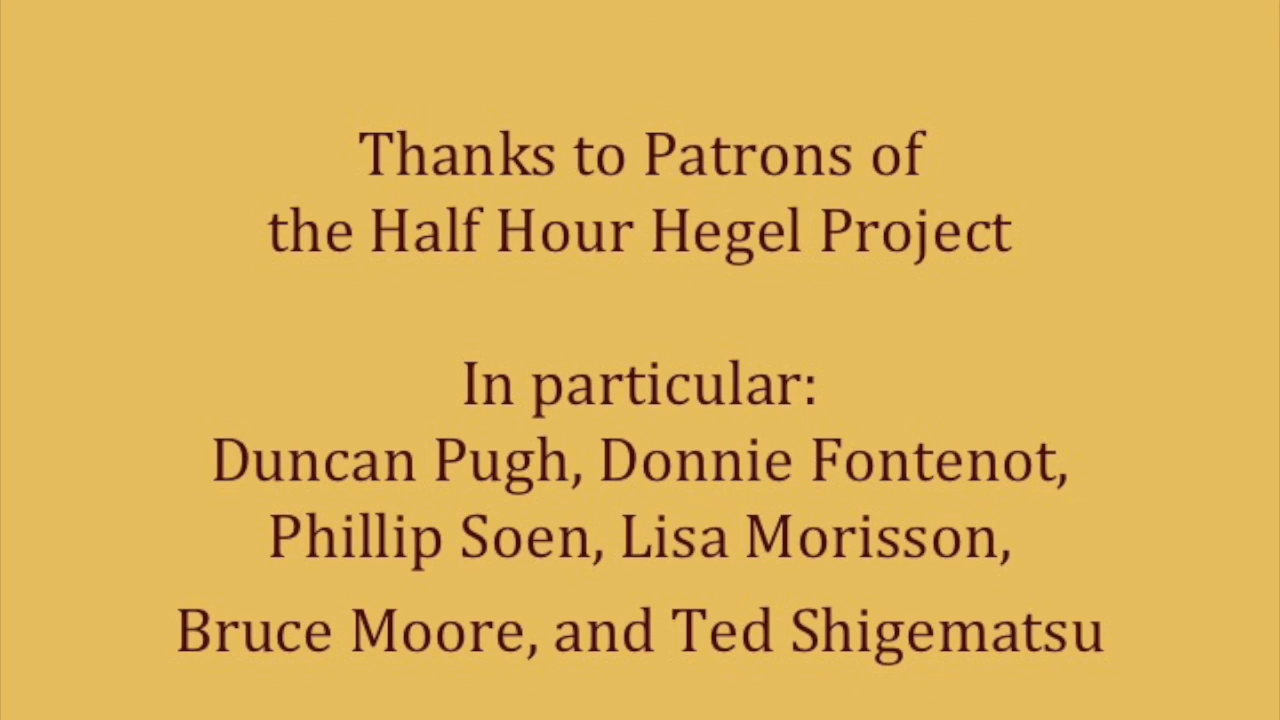 Thanks to Patrons of
the Half Hour Hegel Project
In particular:
Duncan Pugh, Donnie Fontenot,
Phillip Soen, Lisa Morisson,
Bruce Moore, and Ted Shigematsu